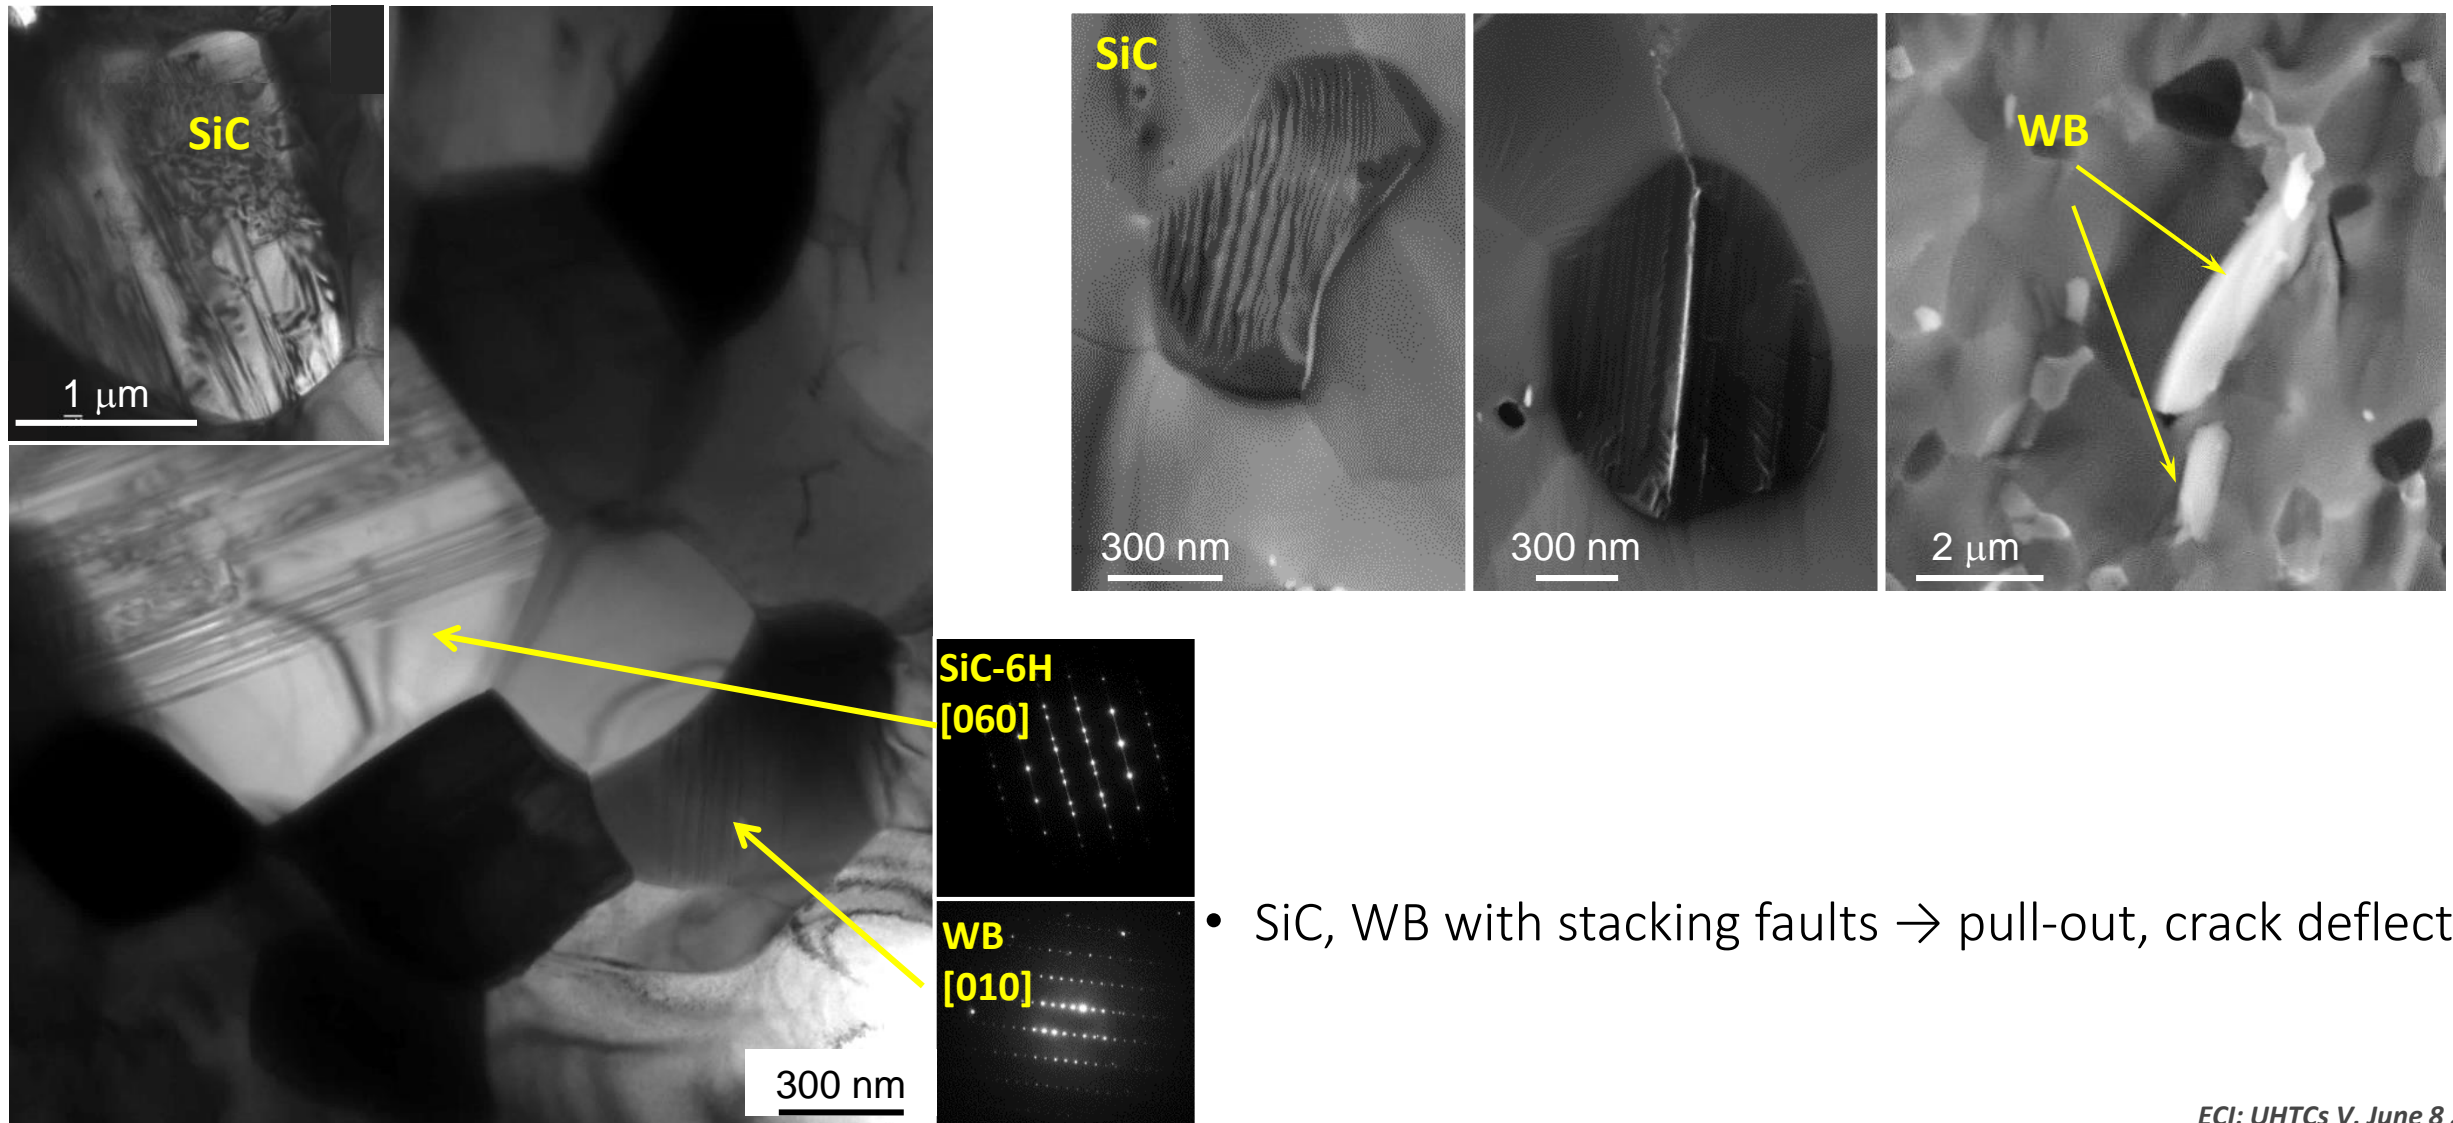 SiC
1 μm
SiC
300 nm
300 nm
WB
2 μm
SiC-6H
[060]
WB
[010]
300 nm
• SiC, WB with stacking faults → pull-out, crack deflect
ECI: UHTCs V. June 8